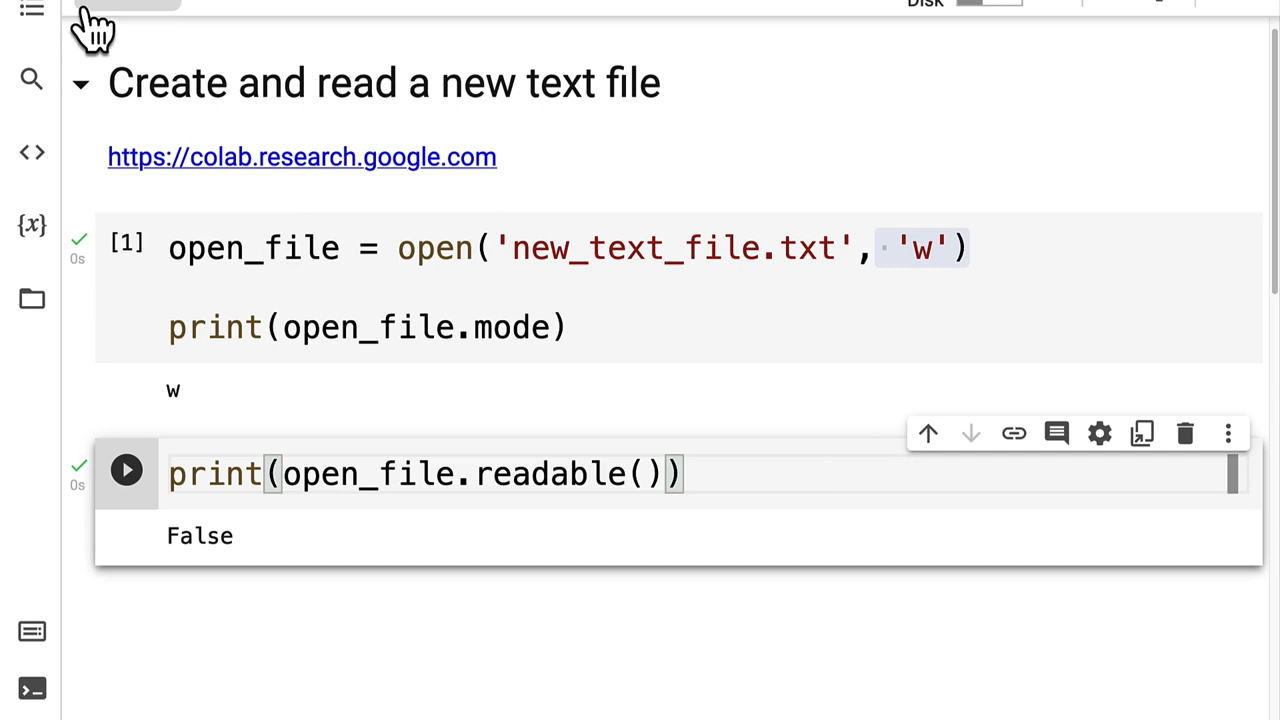 Disk
Create and read a new text file
https://colab.research.google.com
[1] open_file = open('new_text_file.txt', 'w')
0s
print(open_file.mode)
w
print(open_file.readable())
0s
False